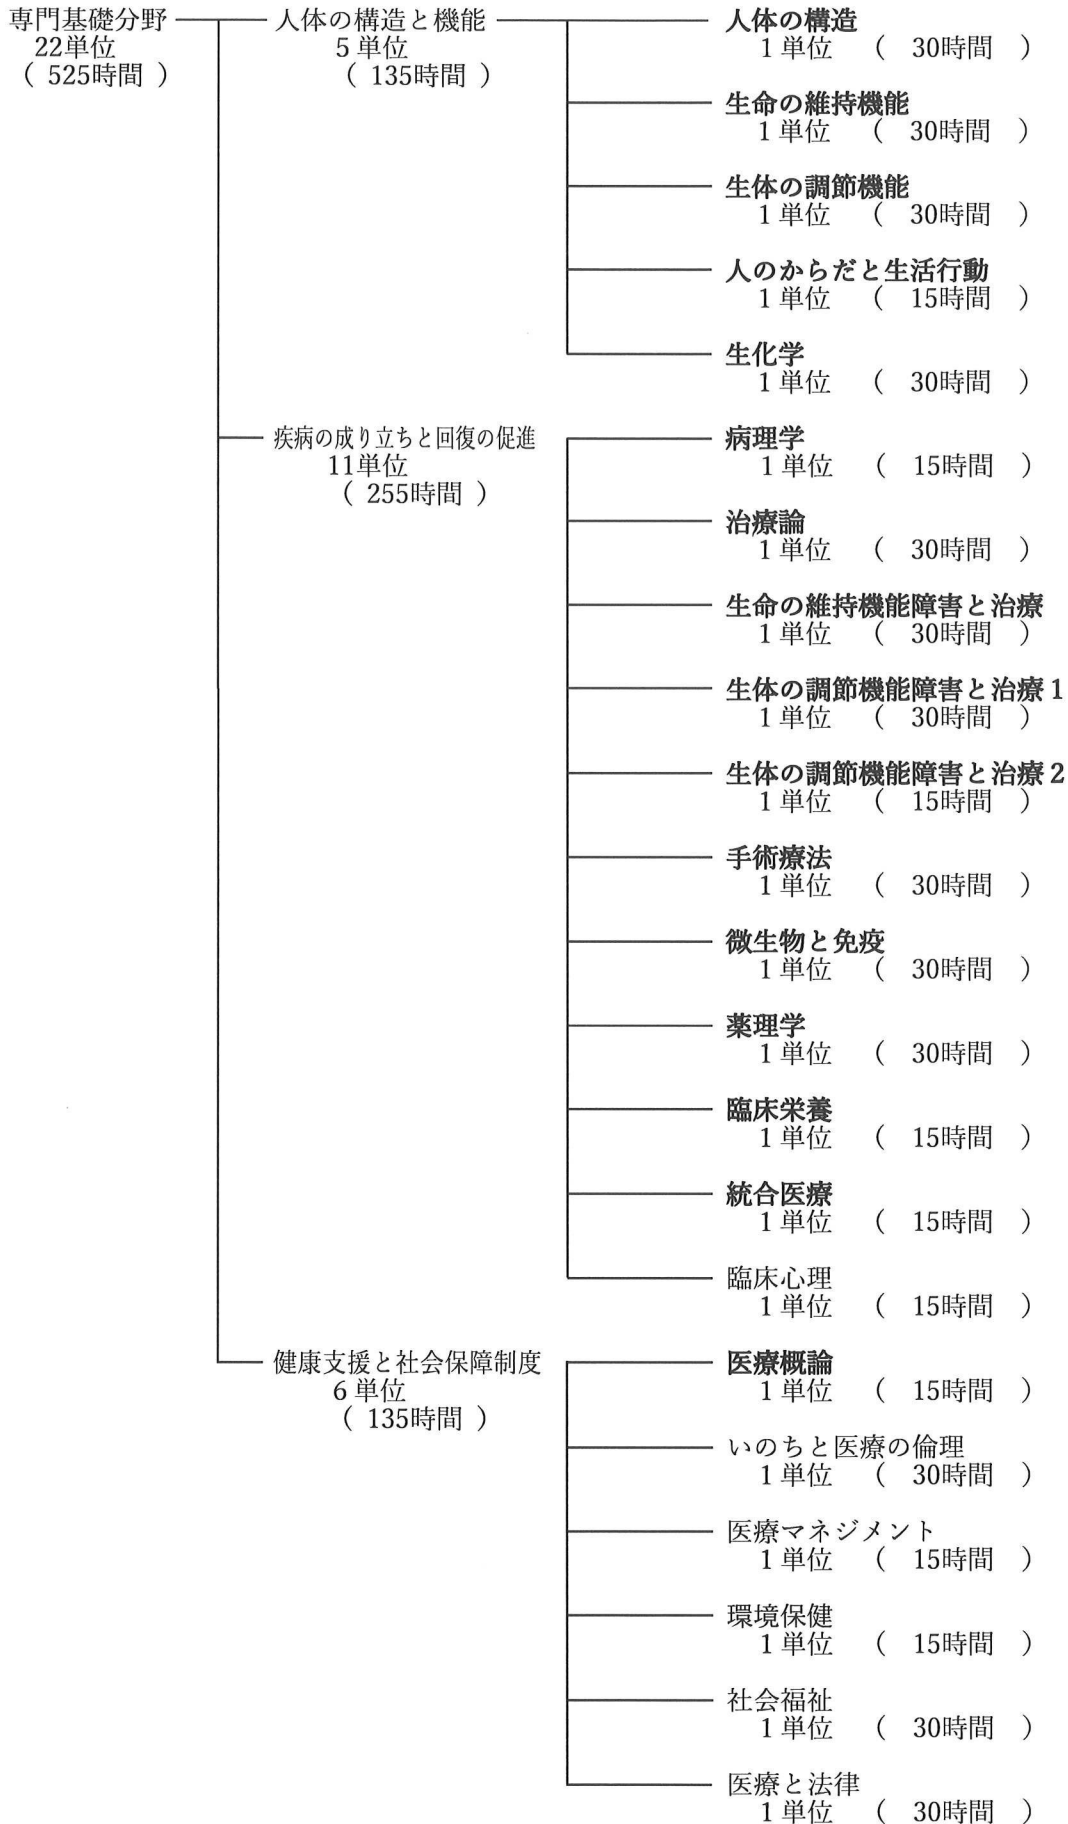 専門基礎分野
22単位
( 525時間 )
人体の構造と機能
5単位
( 135時間 )
人体の構造
1単位 ( 30時間 )
生命の維持機能
1単位 ( 30時間 )
生体の調節機能
1単位 ( 30時間 )
人のからだと生活行動
1単位 ( 15時間 )
生化学
1単位 ( 30時間 )
疾病の成り立ちと回復の促進
11単位
( 255時間 )
病理学
1単位 ( 15時間 )
治療論
1単位 ( 30時間 )
生命の維持機能障害と治療
1単位 ( 30時間 )
生体の調節機能障害と治療1
1単位 ( 30時間 )
生体の調節機能障害と治療2
1単位 ( 15時間 )
手術療法
1単位 ( 30時間 )
微生物と免疫
1単位 ( 30時間 )
薬理学
1単位 ( 30時間 )
臨床栄養
1単位 ( 15時間 )
統合医療
1単位 ( 15時間 )
臨床心理
1単位 ( 15時間 )
健康支援と社会保障制度
6単位
( 135時間 )
医療概論
1単位 ( 15時間 )
いのちと医療の倫理
1単位 ( 30時間 )
医療マネジメント
1単位 ( 15時間 )
環境保健
1単位 ( 15時間 )
社会福祉
1単位 ( 30時間 )
医療と法律
1単位 ( 30時間 )